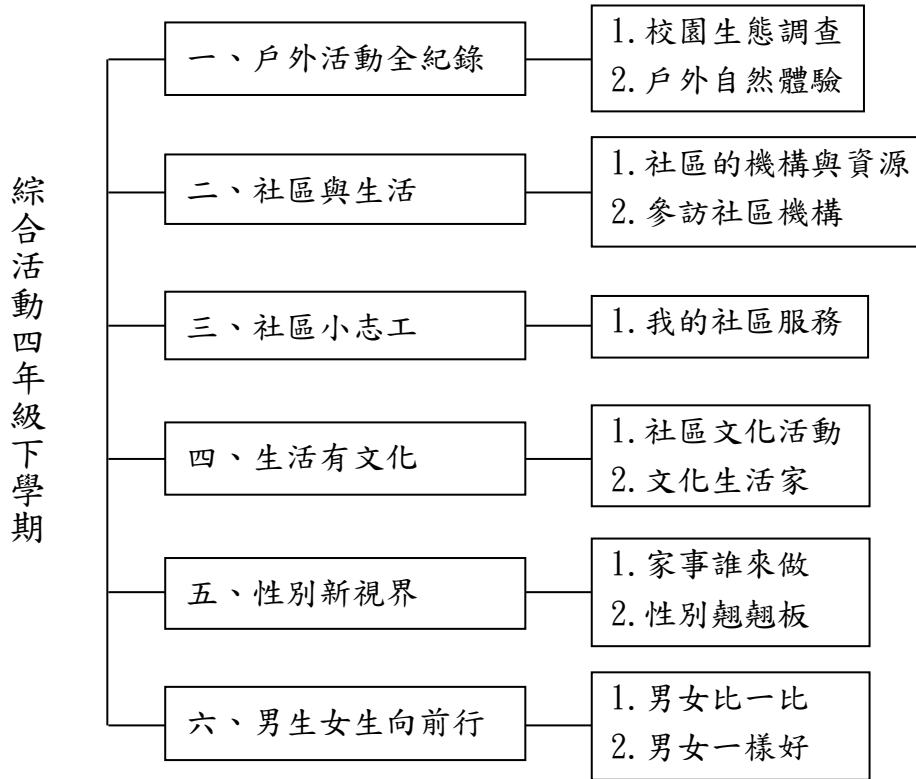 綜合活動四年級下學期
一、戶外活動全紀錄
1.校園生態調查
2.戶外自然體驗
二、社區與生活
1.社區的機構與資源
2.參訪社區機構
三、社區小志工
1.我的社區服務
四、生活有文化
1.社區文化活動
2.文化生活家
五、性別新視界
1.家事誰來做
2.性別翹翹板
六、男生女生向前行
1.男女比一比
2.男女一樣好